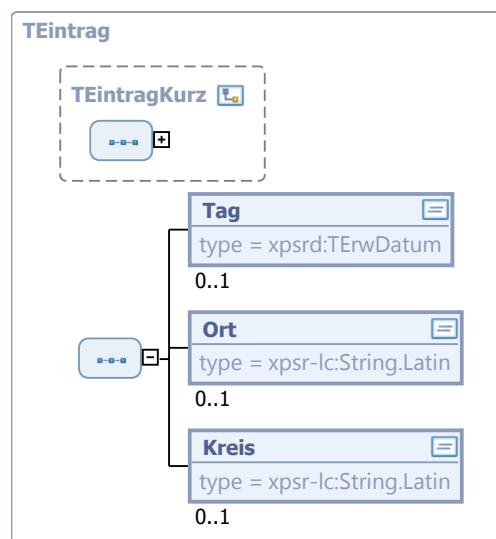 TEintrag
TEintragKurz
Tag
type = xpsrd:TErwDatum
0..1
Ort
type = xpsr-lc:String.Latin
0..1
Kreis
type = xpsr-lc:String.Latin
0..1